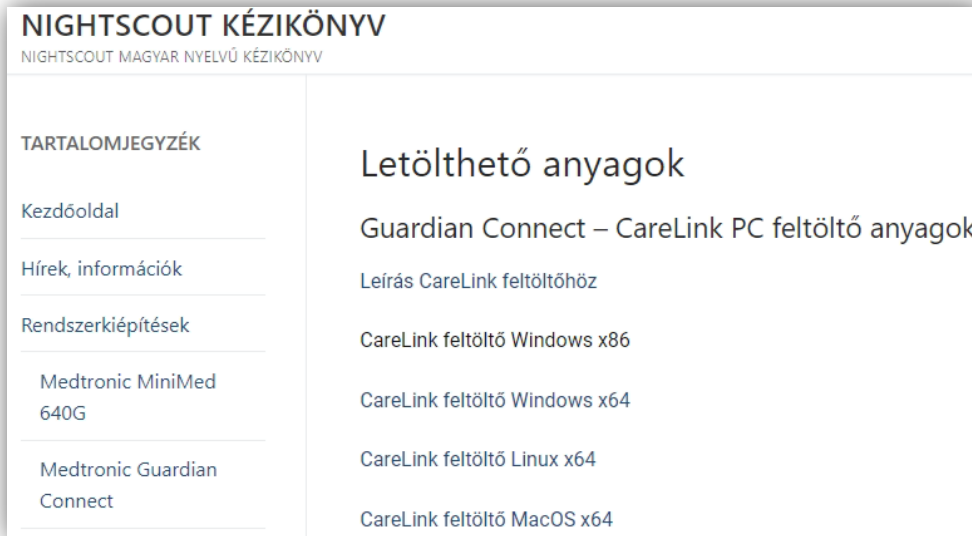 NIGHTSCOUT KÉZIKÖNYV
NIGHTSCOUT MAGYAR NYELVŰ KÉZIKÖNYV
TARTALOMJEGYZÉK
Kezdőoldal
Hírek, információk
Rendszerkiépítések
Medtronic MiniMed
640G
Medtronic Guardian
Connect
Letölthető anyagok
Guardian Connect – CareLink PC feltöltő anyagok
Leírás CareLink feltöltőhöz
CareLink feltöltő Windows x86
CareLink feltöltő Windows x64
CareLink feltöltő Linux x64
CareLink feltöltő MacOS x64